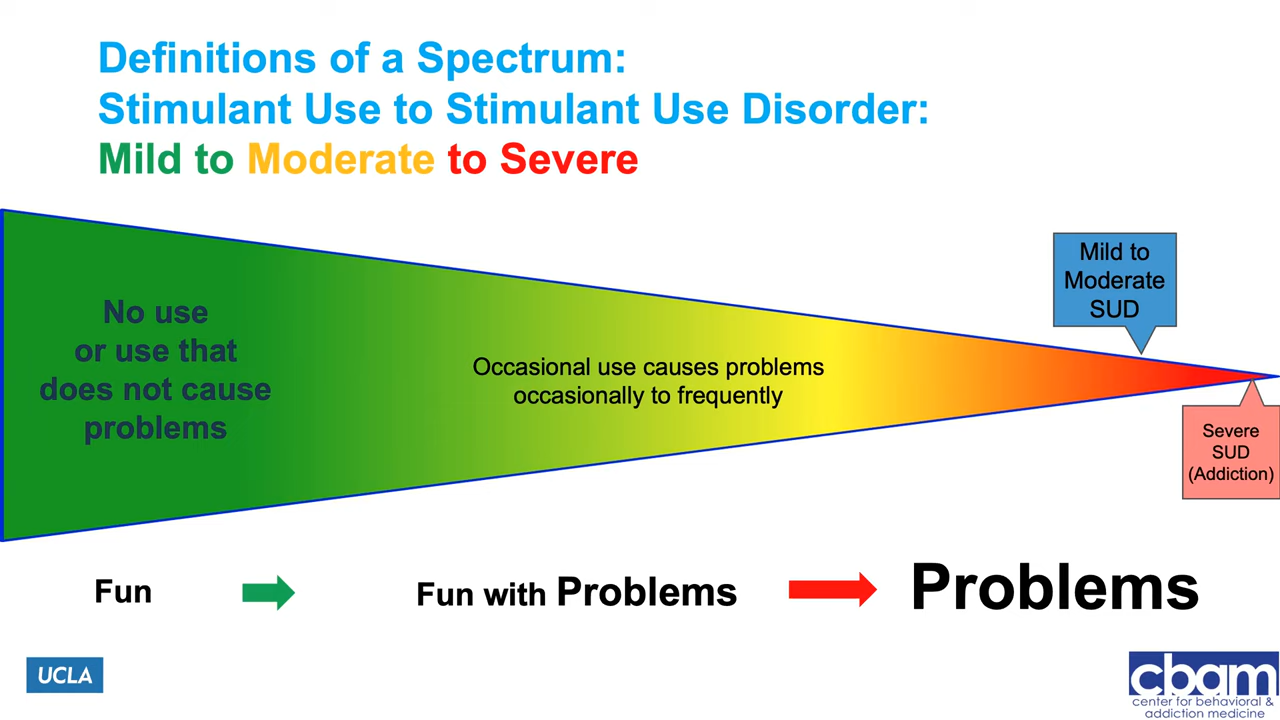 Definitions of a Spectrum:
Stimulant Use to Stimulant Use Disorder:
Mild to Moderate to Severe
No use
or use that
does not cause
problems
Occasional use causes problems
occasionally to frequently
Mild to
Moderate
SUD
Severe
SUD
(Addiction)
Fun
Fun with Problems
Problems
UCLA
cbam
center for behavioral &
addiction medicine